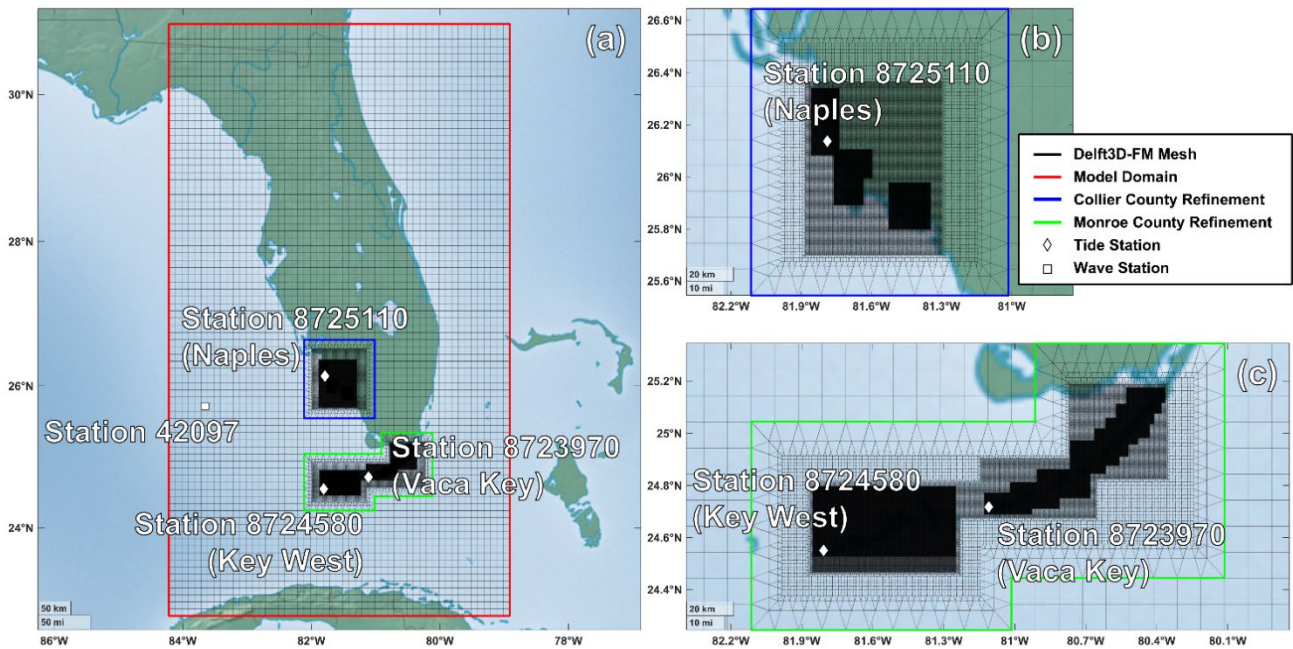 (a)
30°N
28°N
26°N
24°N
Station 8725110
(Naples)
Station 42097
Station 8723970
(Vaca Key)
Station 8724580
(Key West)
50 km
50 mi
86°W
84°W
82°W
80°W
78°W
(b)
26.6°N
26.4°N
26.2°N
26°N
25.8°N
25.6°N
Station 8725110
(Naples)
20 km
10 mi
82.2°W
81.9°W
81.6°W
81.3°W
81°W
Delft3D-FM Mesh
Model Domain
Collier County Refinement
Monroe County Refinement
Tide Station
Wave Station
(c)
25.2°N
25°N
24.8°N
24.6°N
24.4°N
Station 8724580
(Key West)
Station 8723970
(Vaca Key)
20 km
10 mi
82.2°W
81.9°W
81.6°W
81.3°W
81°W
80.7°W
80.4°W
80.1°W